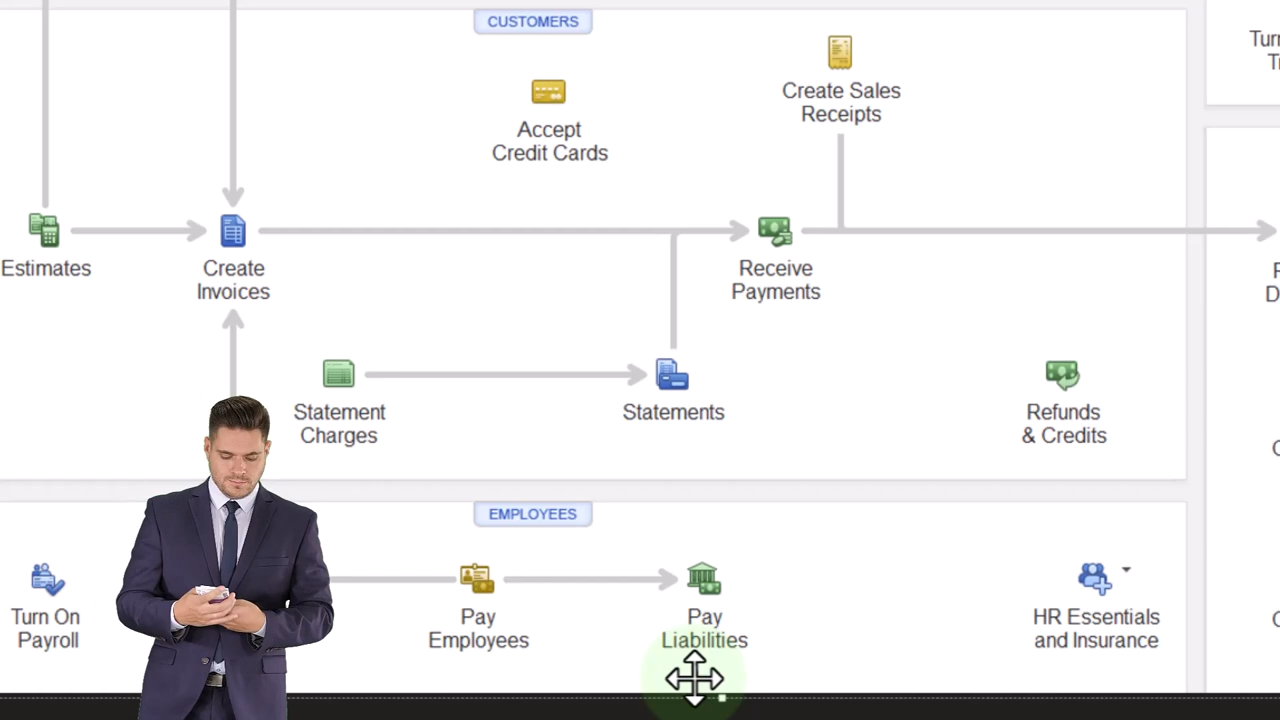 CUSTOMERS
Create Sales
Receipts
Accept
Credit Cards
Estimates
Create
Invoices
Receive
Payments
Statement
Charges
Statements
Refunds
& Credits
EMPLOYEES
Turn On
Payroll
Pay
Employees
Pay
Liabilities
HR Essentials
and Insurance